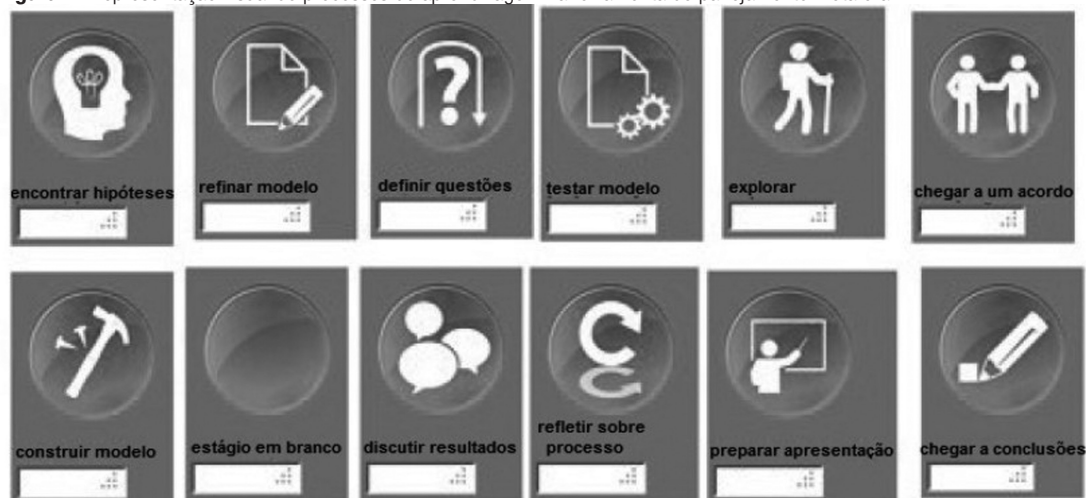 encontrar hipóteses
refinar modelo
definir questões
testar modelo
explorar
chegar a um acordo
construir modelo
estágio em branco
discutir resultados
refletir sobre
processo
preparar apresentação
chegar a conclusões